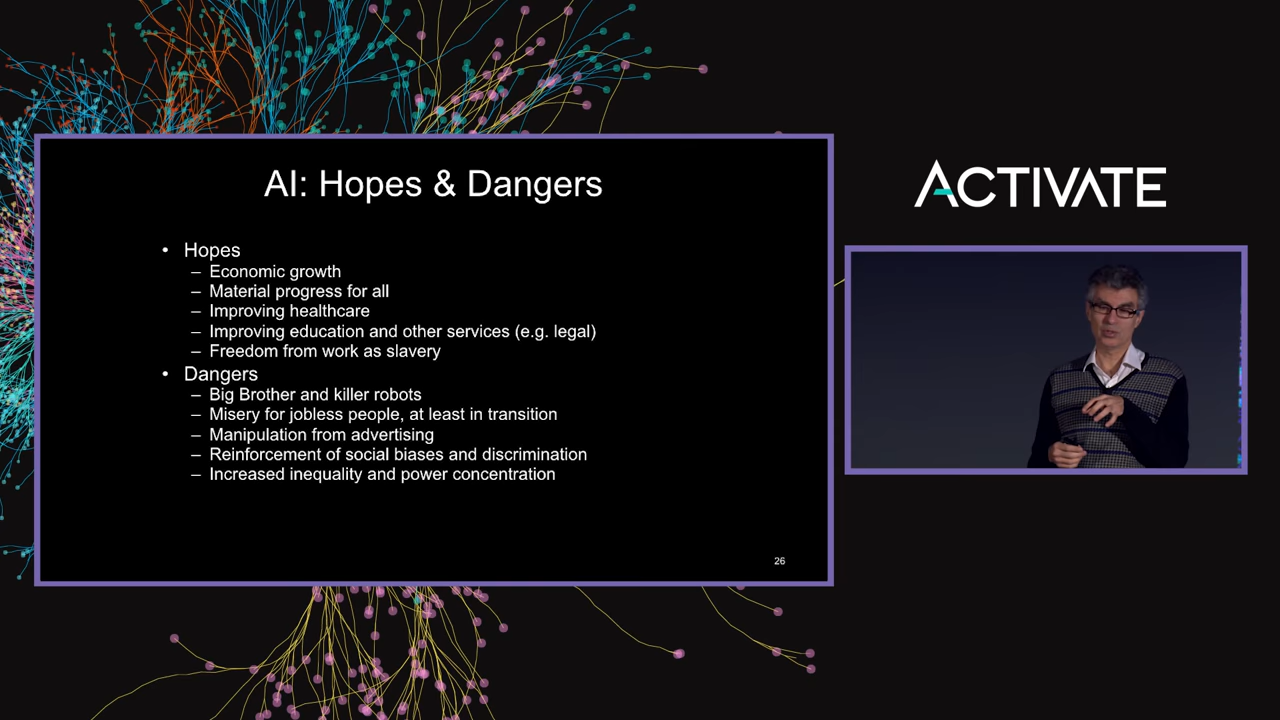 AI: Hopes & Dangers
• Hopes
– Economic growth
– Material progress for all
– Improving healthcare
– Improving education and other services (e.g. legal)
– Freedom from work as slavery
• Dangers
– Big Brother and killer robots
– Misery for jobless people, at least in transition
– Manipulation from advertising
– Reinforcement of social biases and discrimination
– Increased inequality and power concentration
26
ACTIVATE